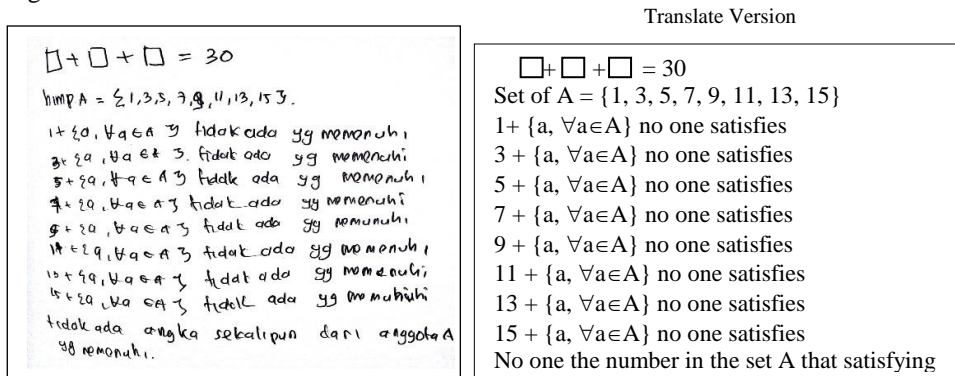 Translate Version
□ + □ + □ = 30
himp A = {1,3,5,7,9,11,13,15}.
1+ {a, ∀a∈A} tidak ada yg memenuhi
3+ {a, ∀a∈A}. tidak ada yg memenuhi
5+ {a, ∀a∈A} tidak ada yg memenuhi
7+ {a, ∀a∈A} tidak ada yg memenuhi
9+ {a, ∀a∈A} tidak ada yg memenuhi
11+ {a, ∀a∈A} tidak ada yg memenuhi
13+ {a, ∀a∈A} tidak ada yg memenuhi
15+ {a, ∀a∈A} tidak ada yg memenuhi
tidak ada angka sekalipun dari anggota A
yg memenuhi.
□+ □ +□ = 30
Set of A = {1, 3, 5, 7, 9, 11, 13, 15}
1+ {a, ∀a∈A} no one satisfies
3 + {a, ∀a∈A} no one satisfies
5 + {a, ∀a∈A} no one satisfies
7 + {a, ∀a∈A} no one satisfies
9 + {a, ∀a∈A} no one satisfies
11 + {a, ∀a∈A} no one satisfies
13 + {a, ∀a∈A} no one satisfies
15 + {a, ∀a∈A} no one satisfies
No one the number in the set A that satisfying